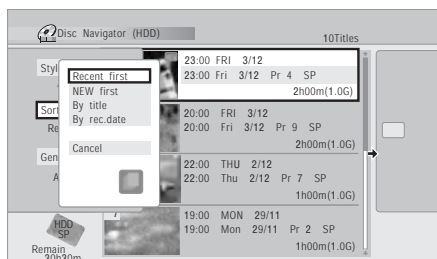 Disc Navigator (HDD)
10Titles
Styl
Recent first
NEW first
By title
By rec.date
Cancel
Sort
Re
Gen
A
HDD
SP
Remain
30h30m
23:00 FRI 3/12
23:00 Fri 3/12 Pr 4 SP
2h00m(1.0G)
20:00 FRI 3/12
20:00 Fri 3/12 Pr 9 SP
2h00m(1.0G)
22:00 THU 2/12
22:00 Thu 2/12 Pr 7 SP
1h00m(1.0G)
19:00 MON 29/11
19:00 Mon 29/11 Pr 2 SP
1h00m(1.0G)